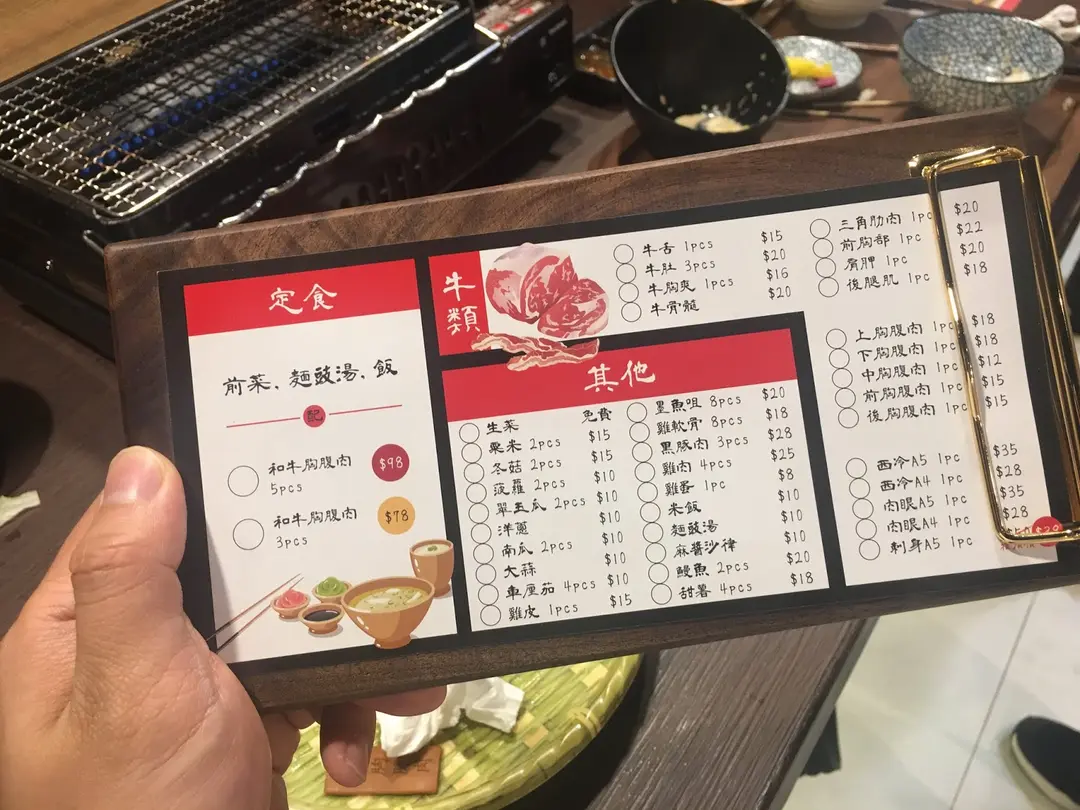 定食
前菜、麵豉湯、飯
和牛胸腹肉 $98
5pcs
和牛胸腹肉 $78
3pcs
牛類
牛舌 1pcs $15
牛肚 3pcs $20
牛胸爽 1pcs $16
牛骨髓 $20
其他
生菜 免費
粟米 2pcs $15
冬菇 2pcs $15
菠蘿 2pcs $10
翠玉瓜 2pcs $10
洋蔥 $10
南瓜 2pcs $10
大蒜 $10
車厘茄 4pcs $10
雞皮 1pcs $15
墨魚咀 8pcs $20
雞軟骨 8pcs $18
黑豚肉 3pcs $28
雞肉 4pcs $25
雞蛋 1pc $8
米飯 $10
麵豉湯 $10
麻醬沙律 $10
鰻魚 2pcs $20
甜薯 4pcs $18
三角肋肉 1pc $20
前胸部 1pc $22
肩胛 1pc $20
後腿肌 1pc $18
上胸腹肉 1pc $18
下胸腹肉 1pc $18
中胸腹肉 1pc $12
前胸腹肉 1pc $15
後胸腹肉 1pc $15
西冷A5 1pc $35
西冷A4 1pc $28
肉眼A5 1pc $35
肉眼A4 1pc $28
刺身A5 1pc